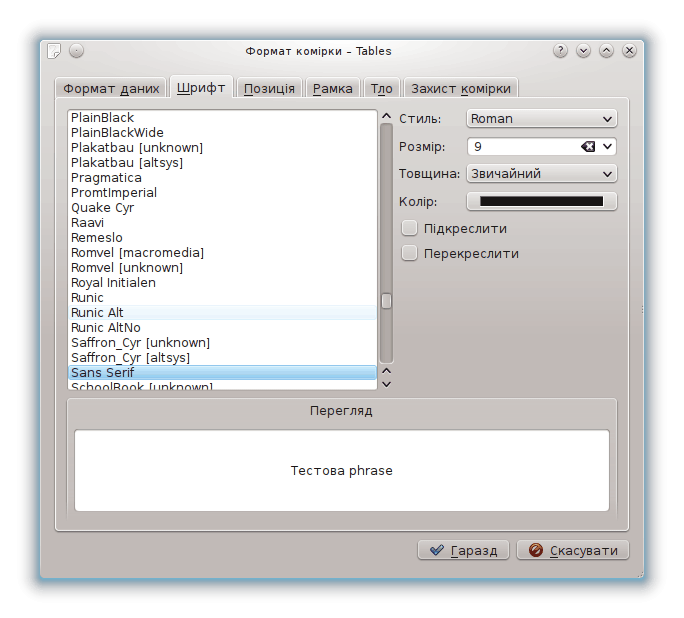 Формат комірки – Tables
Формат даних Шрифт Позиція Рамка Тло Захист комірки
PlainBlack
PlainBlackWide
Plakatbau [unknown]
Plakatbau [altsys]
Pragmatica
PromtImperial
Quake Cyr
Raavi
Remeslo
Romvel [macromedia]
Romvel [unknown]
Royal Initialen
Runic
Runic Alt
Runic AltNo
Saffron_Cyr [unknown]
Saffron_Cyr [altsys]
Sans Serif
SchoolBook [unknown]
Стиль: Roman
Розмір: 9
Товщина: Звичайний
Колір:
Підкреслити
Перекреслити
Перегляд
Тестова phrase
Гаразд Скасувати